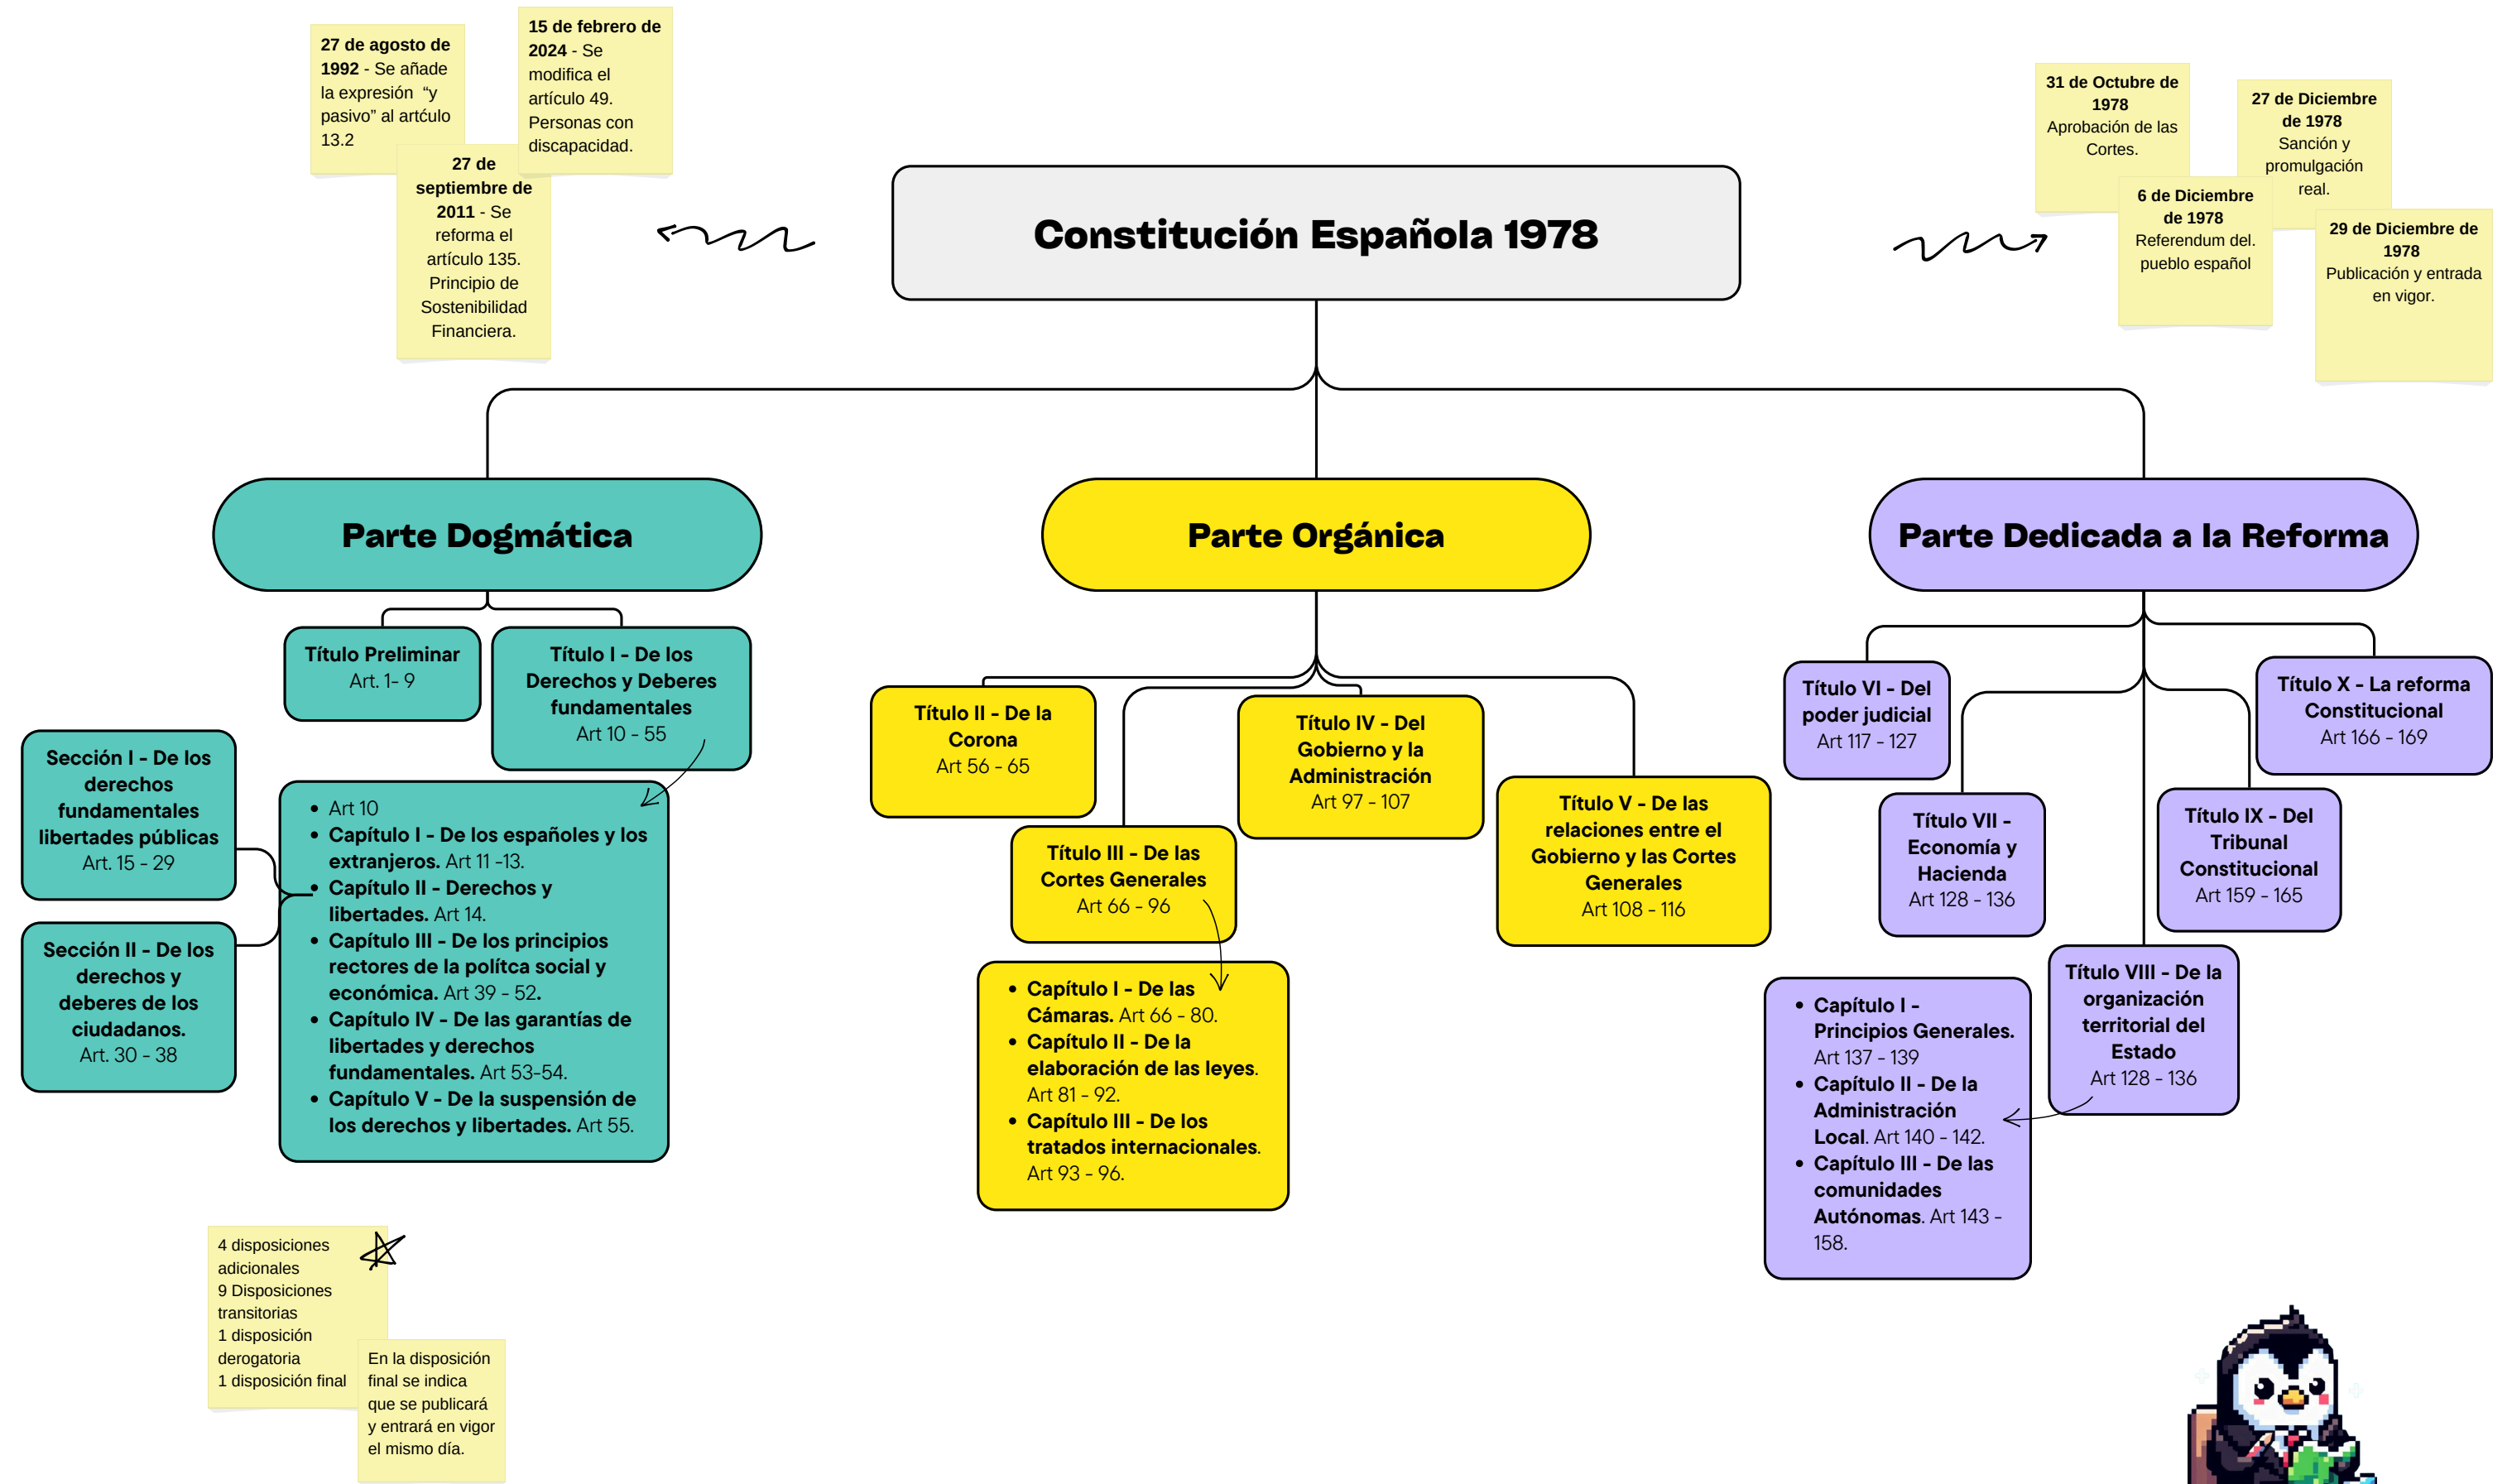 27 de agosto de
1992 - Se añade
la expresión “y
pasivo” al artćulo
13.2
15 de febrero de
2024 - Se
modifica el
artículo 49.
Personas con
discapacidad.
27 de
septiembre de
2011 - Se
reforma el
artículo 135.
Principio de
Sostenibilidad
Financiera.
Constitución Española 1978
31 de Octubre de
1978
Aprobación de las
Cortes.
27 de Diciembre
de 1978
Sanción y
promulgación
real.
6 de Diciembre
de 1978
Referendum del.
pueblo español
29 de Diciembre de
1978
Publicación y entrada
en vigor.
Parte Dogmática
Título Preliminar
Art. 1- 9
Título I - De los
Derechos y Deberes
fundamentales
Art 10 - 55
Sección I - De los
derechos
fundamentales
libertades públicas
Art. 15 - 29
Sección II - De los
derechos y
deberes de los
ciudadanos.
Art. 30 - 38
• Art 10
• Capítulo I - De los españoles y los
extranjeros. Art 11 -13.
• Capítulo II - Derechos y
libertades. Art 14.
• Capítulo III - De los principios
rectores de la polítca social y
económica. Art 39 - 52.
• Capítulo IV - De las garantías de
libertades y derechos
fundamentales. Art 53-54.
• Capítulo V - De la suspensión de
los derechos y libertades. Art 55.
Parte Orgánica
Título II - De la
Corona
Art 56 - 65
Título III - De las
Cortes Generales
Art 66 - 96
Título IV - Del
Gobierno y la
Administración
Art 97 - 107
Título V - De las
relaciones entre el
Gobierno y las Cortes
Generales
Art 108 - 116
• Capítulo I - De las
Cámaras. Art 66 - 80.
• Capítulo II - De la
elaboración de las leyes.
Art 81 - 92.
• Capítulo III - De los
tratados internacionales.
Art 93 - 96.
Parte Dedicada a la Reforma
Título VI - Del
poder judicial
Art 117 - 127
Título VII -
Economía y
Hacienda
Art 128 - 136
Título X - La reforma
Constitucional
Art 166 - 169
Título IX - Del
Tribunal
Constitucional
Art 159 - 165
Título VIII - De la
organización
territorial del
Estado
Art 128 - 136
• Capítulo I -
Principios Generales.
Art 137 - 139
• Capítulo II - De la
Administración
Local. Art 140 - 142.
• Capítulo III - De las
comunidades
Autónomas. Art 143 -
158.
4 disposiciones
adicionales
9 Disposiciones
transitorias
1 disposición
derogatoria
1 disposición final
En la disposición
final se indica
que se publicará
y entrará en vigor
el mismo día.